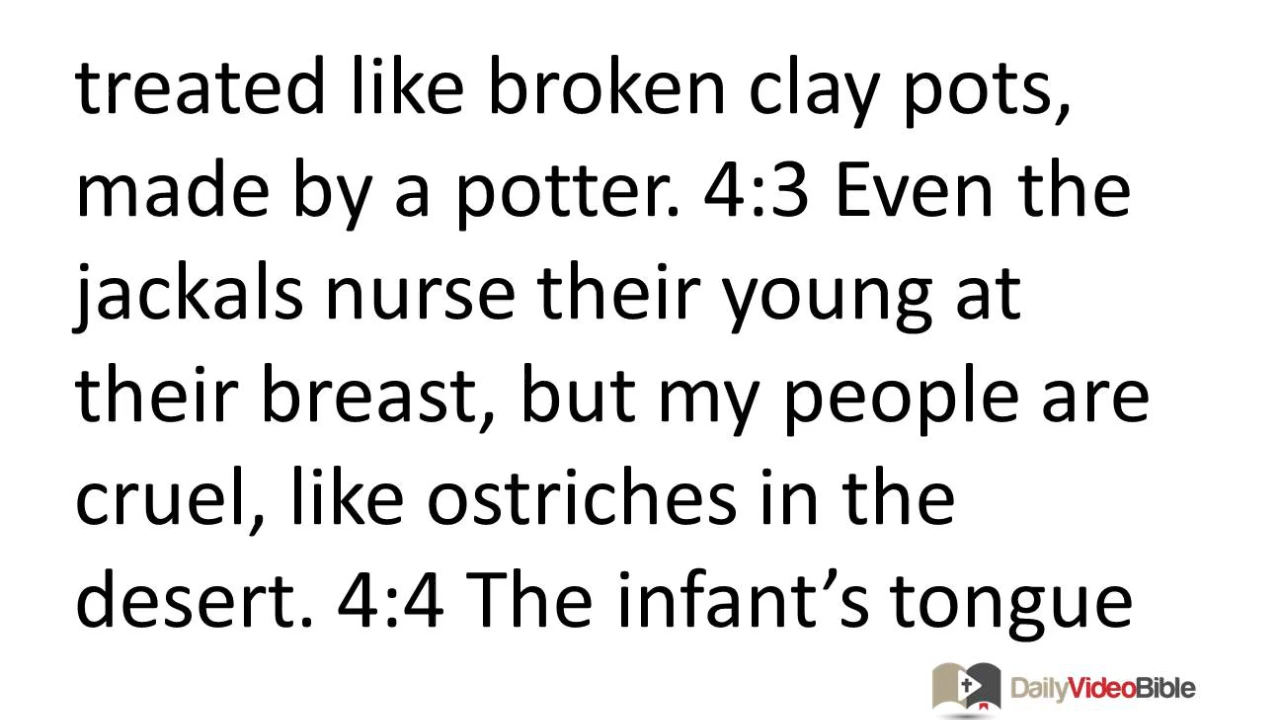 treated like broken clay pots,
made by a potter. 4:3 Even the
jackals nurse their young at
their breast, but my people are
cruel, like ostriches in the
desert. 4:4 The infant’s tongue
DailyVideoBible